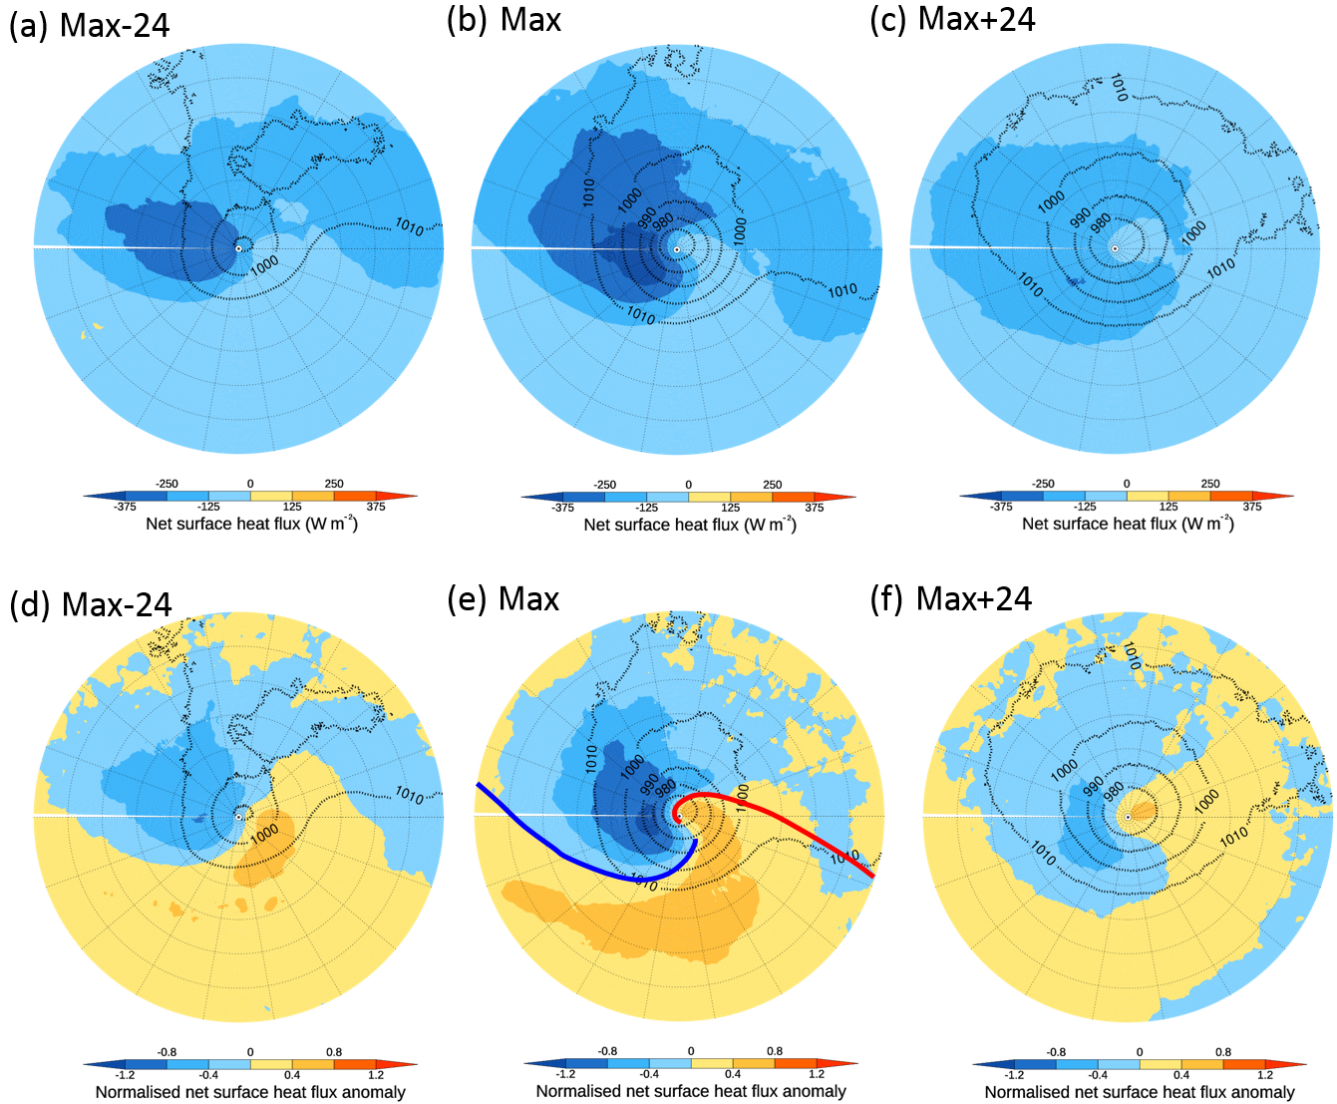 (a) Max-24
(b) Max
(c) Max+24
1010
1000
1010
1000
990
980
1000
1010
1010
1010
1000
990
980
1000
1010
1010
-250 0 250
-375 -125 125 375
Net surface heat flux (W m⁻²)
-250 0 250
-375 -125 125 375
Net surface heat flux (W m⁻²)
-250 0 250
-375 -125 125 375
Net surface heat flux (W m⁻²)
(d) Max-24
(e) Max
(f) Max+24
1010
1000
1010
1000
990
980
1000
1010
1010
1010
1000
990
980
1000
1010
1010
-0.8 0 0.8
-1.2 -0.4 0.4 1.2
Normalised net surface heat flux anomaly
-0.8 0 0.8
-1.2 -0.4 0.4 1.2
Normalised net surface heat flux anomaly
-0.8 0 0.8
-1.2 -0.4 0.4 1.2
Normalised net surface heat flux anomaly